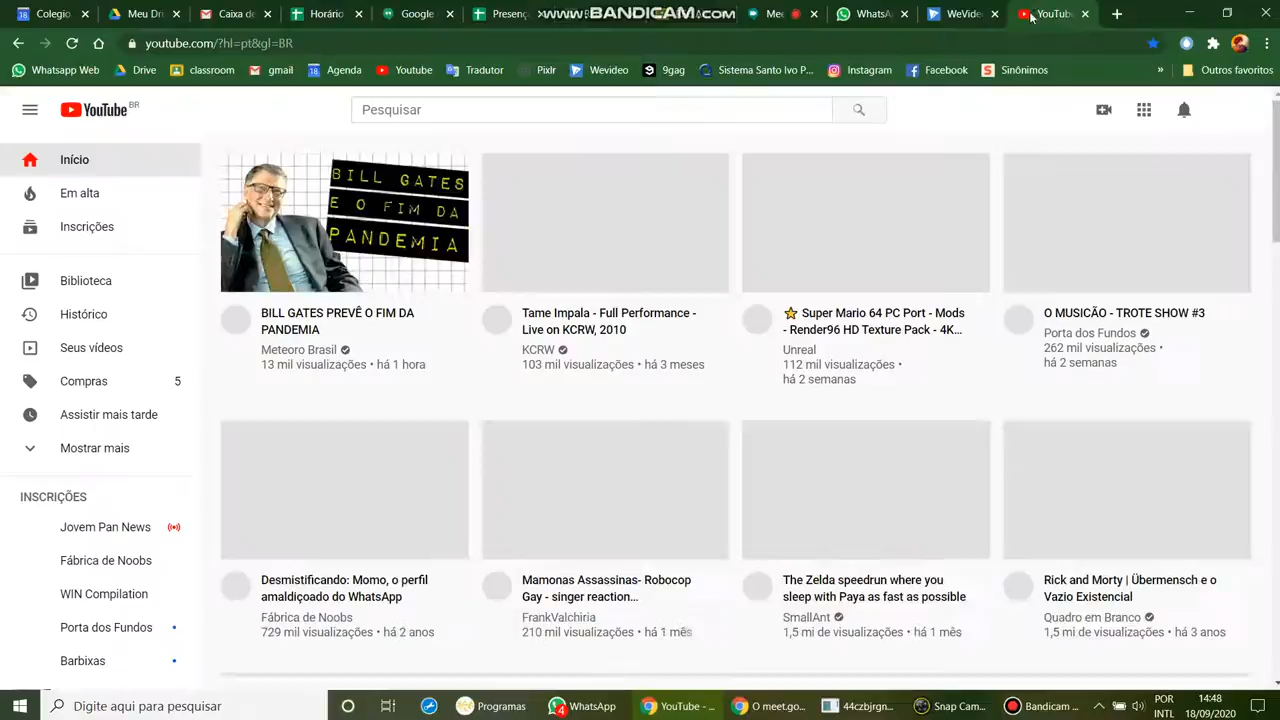 Colégio
Meu Dr
Caixa de
Horário
Google
Presenç
www.BANDICAM.com
Mee
WhatsA
WeVide
YouTube
youtube.com/?hl=pt&gl=BR
Whatsapp Web
Drive
classroom
gmail
18 Agenda
Youtube
Tradutor
Pixlr
Wevideo
9gag
Sistema Santo Ivo P...
Instagram
Facebook
Sinônimos
»
Outros favoritos
YouTube BR
Pesquisar
Início
Em alta
Inscrições
Biblioteca
Histórico
Seus vídeos
Compras 5
Assistir mais tarde
Mostrar mais
INSCRIÇÕES
Jovem Pan News
Fábrica de Noobs
WIN Compilation
Porta dos Fundos
Barbixas
BILL GATES
E O FIM DA
PANDEMIA
BILL GATES PREVÊ O FIM DA
PANDEMIA
Meteoro Brasil
13 mil visualizações • há 1 hora
Tame Impala - Full Performance -
Live on KCRW, 2010
KCRW
103 mil visualizações • há 3 meses
⭐ Super Mario 64 PC Port - Mods
- Render96 HD Texture Pack - 4K...
Unreal
112 mil visualizações •
há 2 semanas
O MUSICÃO - TROTE SHOW #3
Porta dos Fundos
262 mil visualizações •
há 2 semanas
Desmistificando: Momo, o perfil
amaldiçoado do WhatsApp
Fábrica de Noobs
729 mil visualizações • há 2 anos
Mamonas Assassinas- Robocop
Gay - singer reaction...
FrankValchiria
210 mil visualizações • há 1 mês
The Zelda speedrun where you
sleep with Paya as fast as possible
SmallAnt
1,5 mi de visualizações • há 1 mês
Rick and Morty | Übermensch e o
Vazio Existencial
Quadro em Branco
1,5 mi de visualizações • há 3 anos
Digite aqui para pesquisar
Programas
4 WhatsApp
YouTube - ...
O meet.go...
44czbjrgn...
Snap Cam...
Bandicam ...
POR
INTL
14:48
18/09/2020